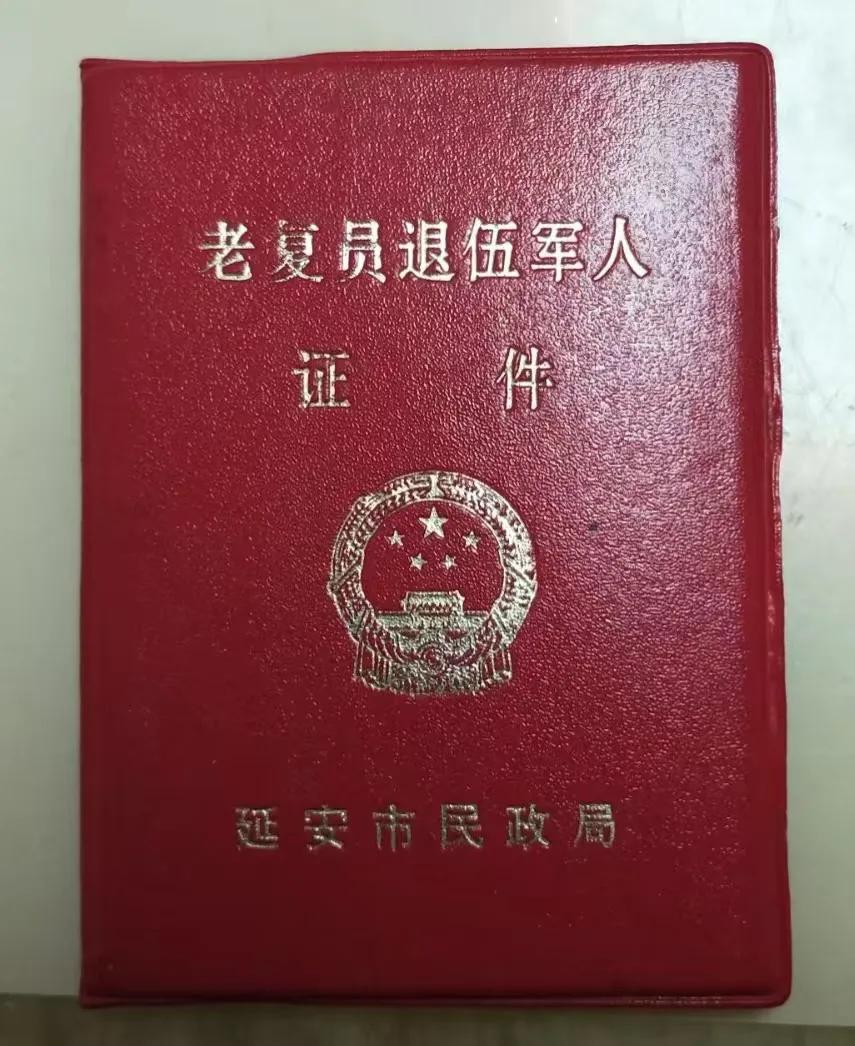 老复员退伍军人
证件
延安市民政局